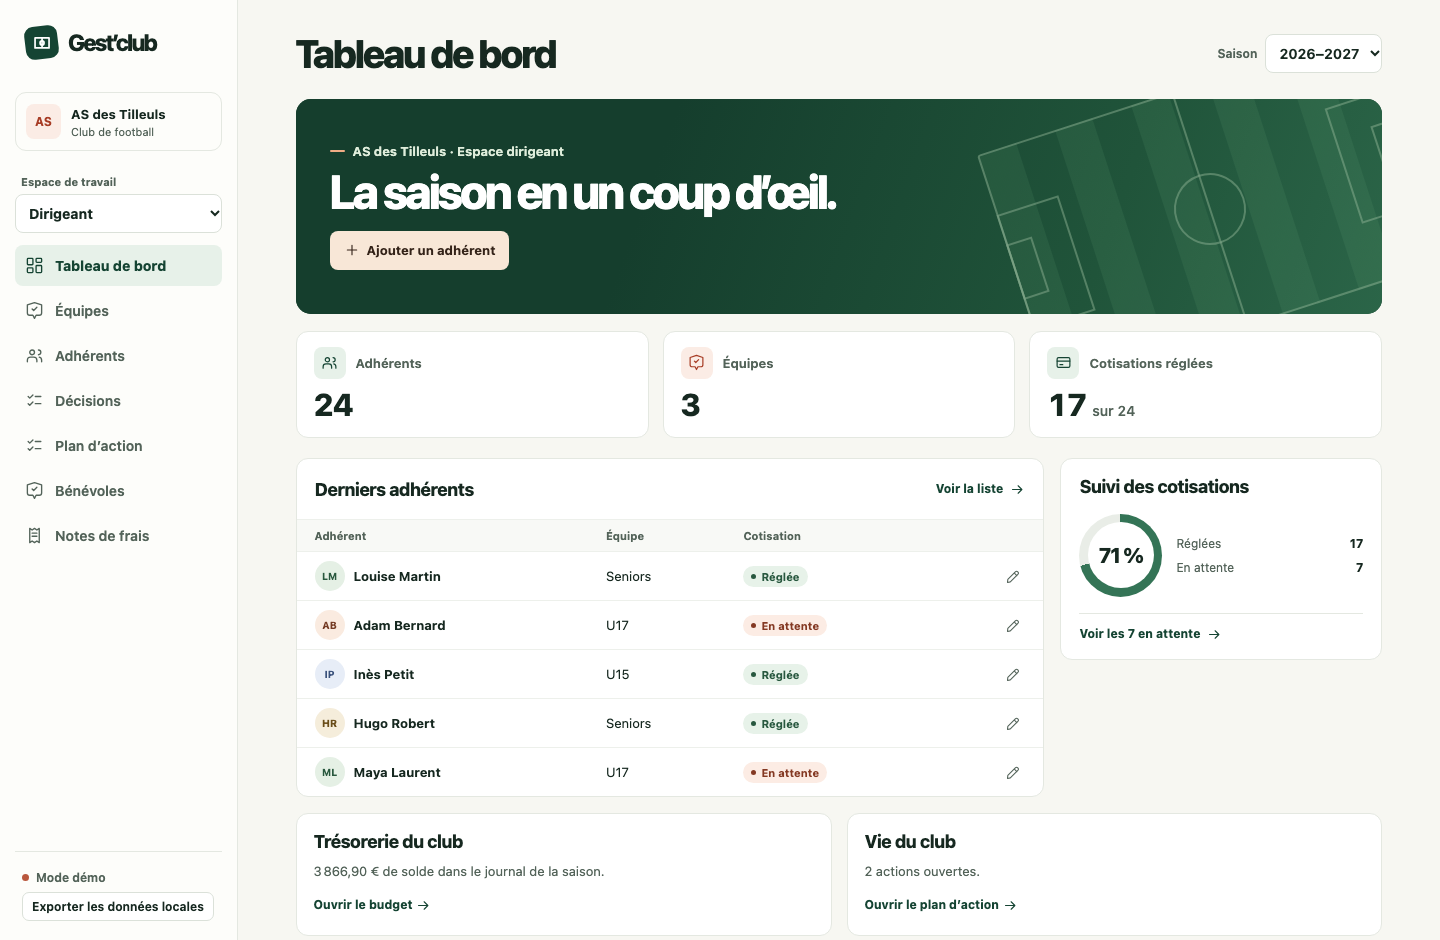 Gest'club
AS
AS des Tilleuls
Club de football
Espace de travail
Dirigeant
Tableau de bord
Équipes
Adhérents
Décisions
Plan d'action
Bénévoles
Notes de frais
Mode démo
Exporter les données locales
Tableau de bord
Saison
2026–2027
AS des Tilleuls · Espace dirigeant
La saison en un coup d'œil.
Ajouter un adhérent
Adhérents
24
Équipes
3
Cotisations réglées
17 sur 24
Derniers adhérents
Voir la liste →
Adhérent Équipe Cotisation
LM Louise Martin Seniors Réglée
AB Adam Bernard U17 En attente
IP Inès Petit U15 Réglée
HR Hugo Robert Seniors Réglée
ML Maya Laurent U17 En attente
Suivi des cotisations
71 %
Réglées 17
En attente 7
Voir les 7 en attente →
Trésorerie du club
3 866,90 € de solde dans le journal de la saison.
Ouvrir le budget →
Vie du club
2 actions ouvertes.
Ouvrir le plan d'action →